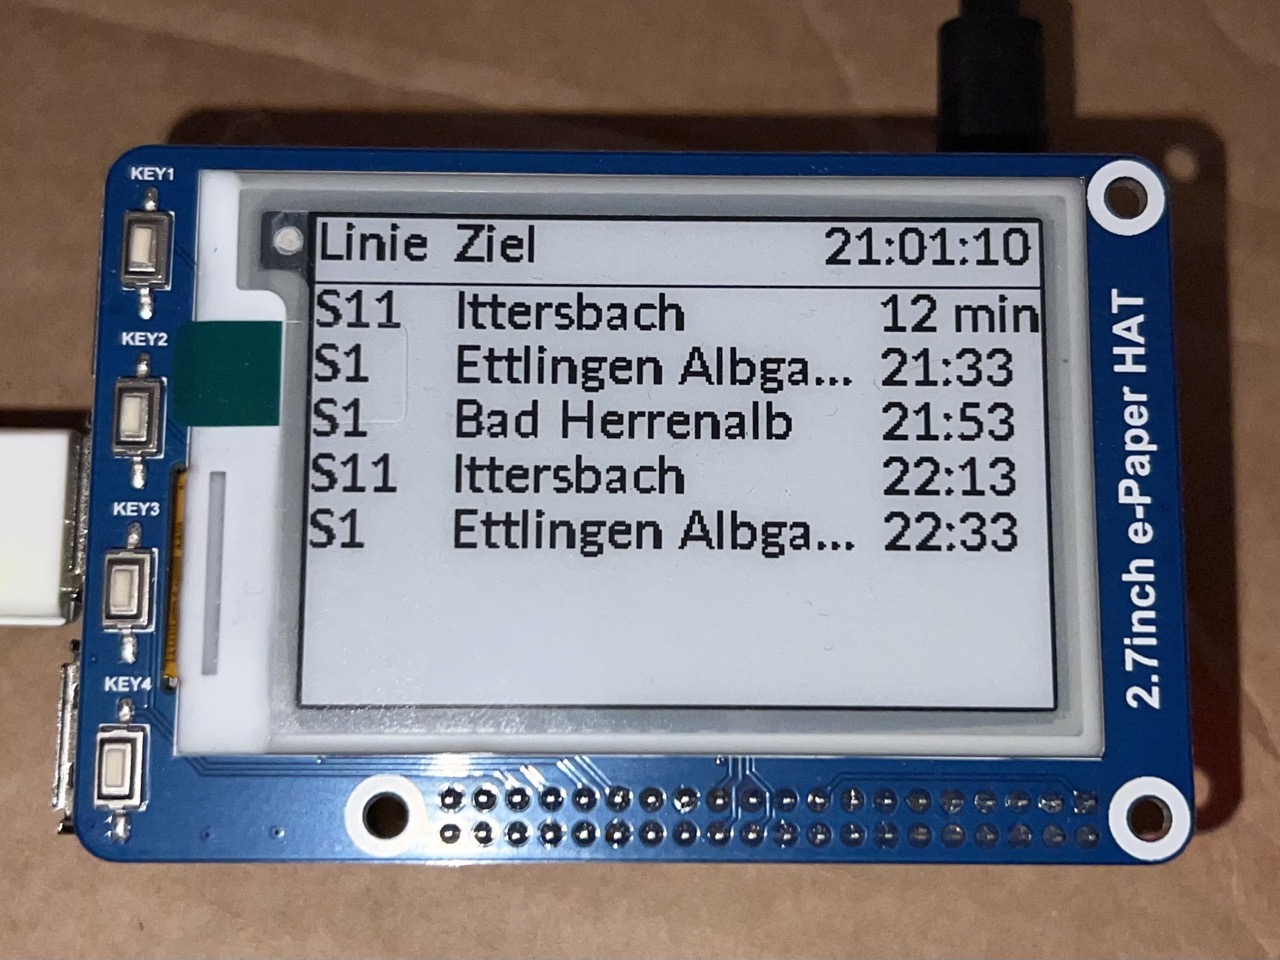 KEY1
KEY2
KEY3
KEY4
Linie Ziel 21:01:10
S11 Ittersbach 12 min
S1 Ettlingen Albga... 21:33
S1 Bad Herrenalb 21:53
S11 Ittersbach 22:13
S1 Ettlingen Albga... 22:33
2.7inch e-Paper HAT